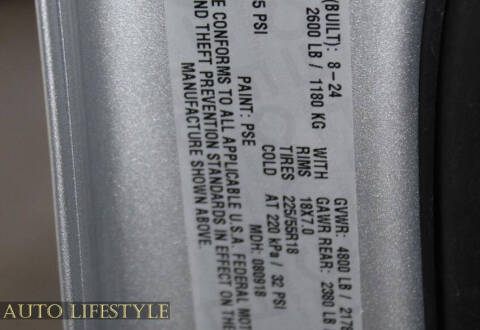 (BUILT): 8-24 GVWR: 4800 LB / 217
2600 LB / 1180 KG WITH GAWR REAR: 2380 LB
RIMS 18X7.0
TIRES 225/55R18
5 PSI COLD AT 220 kPa / 32 PSI
PAINT: PSE MDH: 080918
E CONFORMS TO ALL APPLICABLE U.S.A. FEDERAL MOT
ND THEFT PREVENTION STANDARDS IN EFFECT ON THE
MANUFACTURE SHOWN ABOVE.
AUTO LIFESTYLE